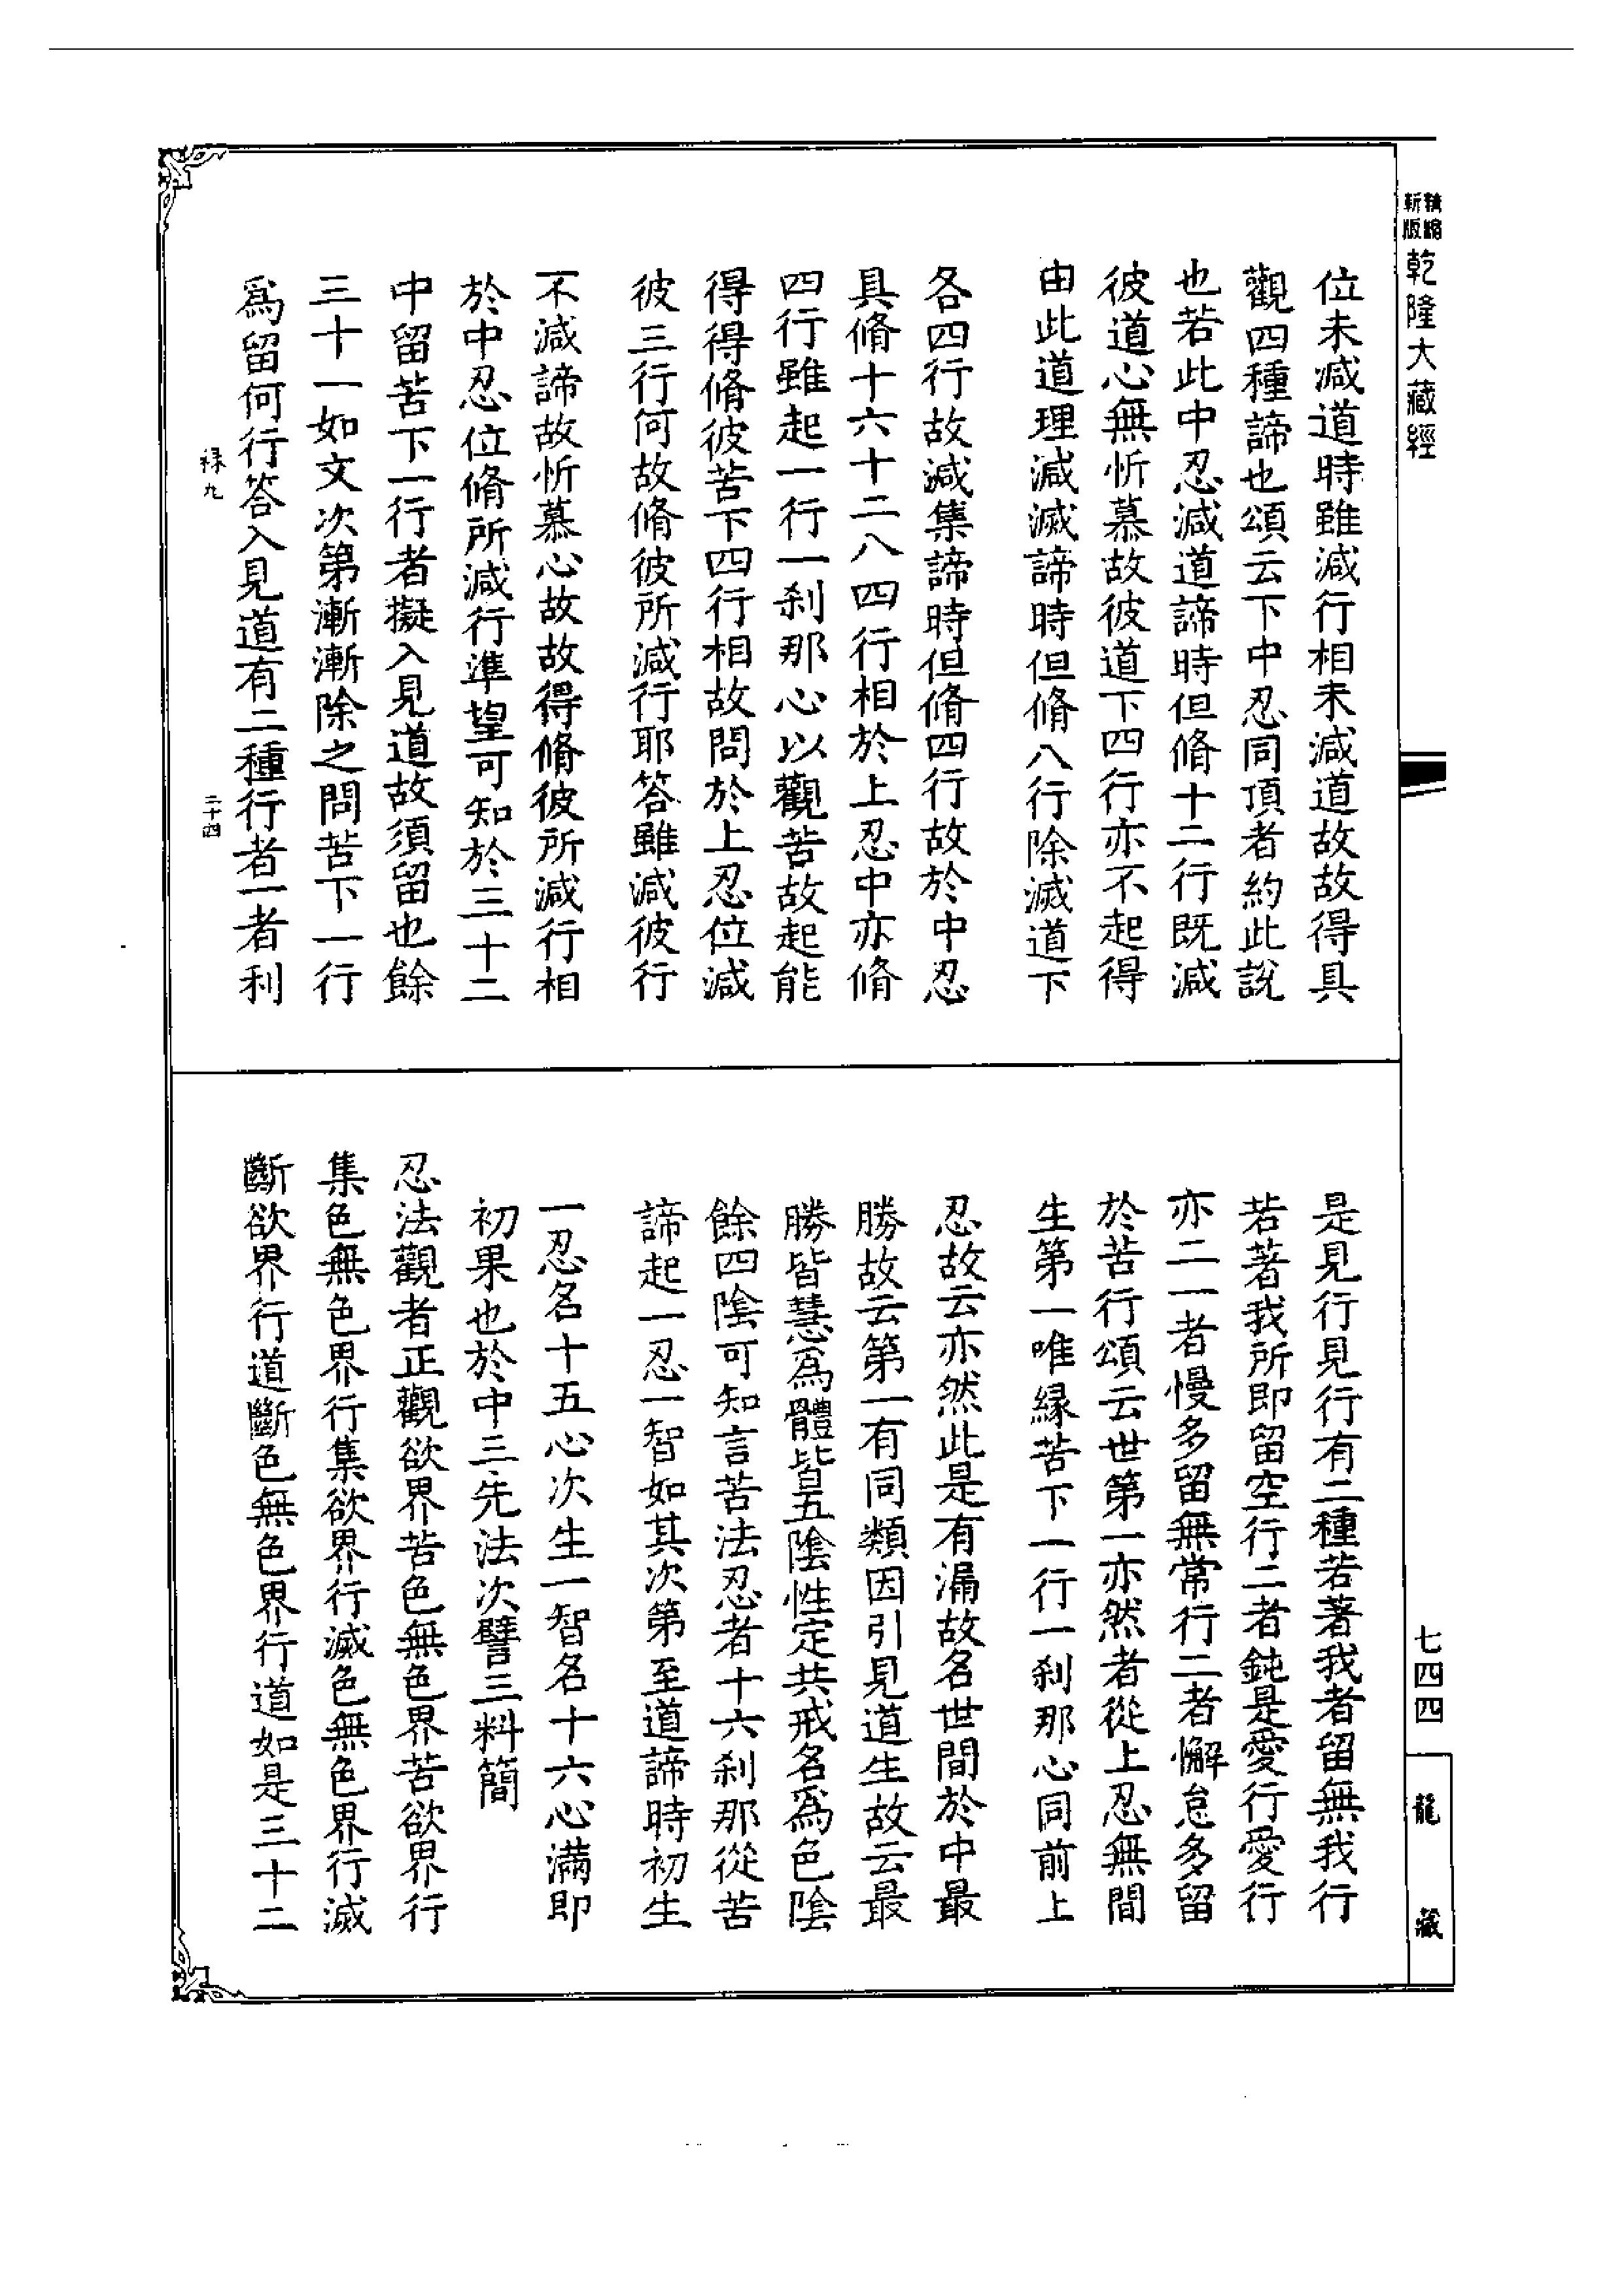 精縮
新版
乾隆大藏經
位未減道時雖減行相未減道故故得具
觀四種諦也頌云下中忍同頂者約此說
也若此中忍減道諦時但脩十二行既減
彼道心無忻慕故彼道下四行亦不起得
由此道理減滅諦時但脩八行除滅道下
各四行故減集諦時但脩四行故於中忍
具脩十六十二八四行相於上忍中亦脩
四行雖起一行一刹那心以觀苦故起能
得得脩彼苦下四行相故問於上忍位減
彼三行何故脩彼所減行耶答雖減彼行
不減諦故忻慕心故故得脩彼所減行相
於中忍位脩所減行準望可知於三十二
中留苦下一行者擬入見道故須留也餘
三十一如文次第漸漸除之問苦下一行
爲留何行答入見道有二種行者一者利
祿九
二十四
是見行見行有二種若著我者留無我行
若著我所即留空行二者鈍是愛行愛行
亦二一者慢多留無常行二者懈怠多留
於苦行頌云世第一亦然者從上忍無間
生第一唯緣苦下一行一刹那心同前上
忍故云亦然此是有漏故名世間於中最
勝故云第一有同類因引見道生故云最
勝皆慧爲體皆五陰性定共戒名爲色陰
餘四陰可知言苦法忍者十六刹那從苦
諦起一忍一智如其次第至道諦時初生
一忍名十五心次生一智名十六心滿即
初果也於中三先法次譬三料簡
忍法觀者正觀欲界苦色無色界苦欲界行
集色無色界行集欲界行滅色無色界行滅
斷欲界行道斷色無色界行道如是三十二
七四四
龍藏